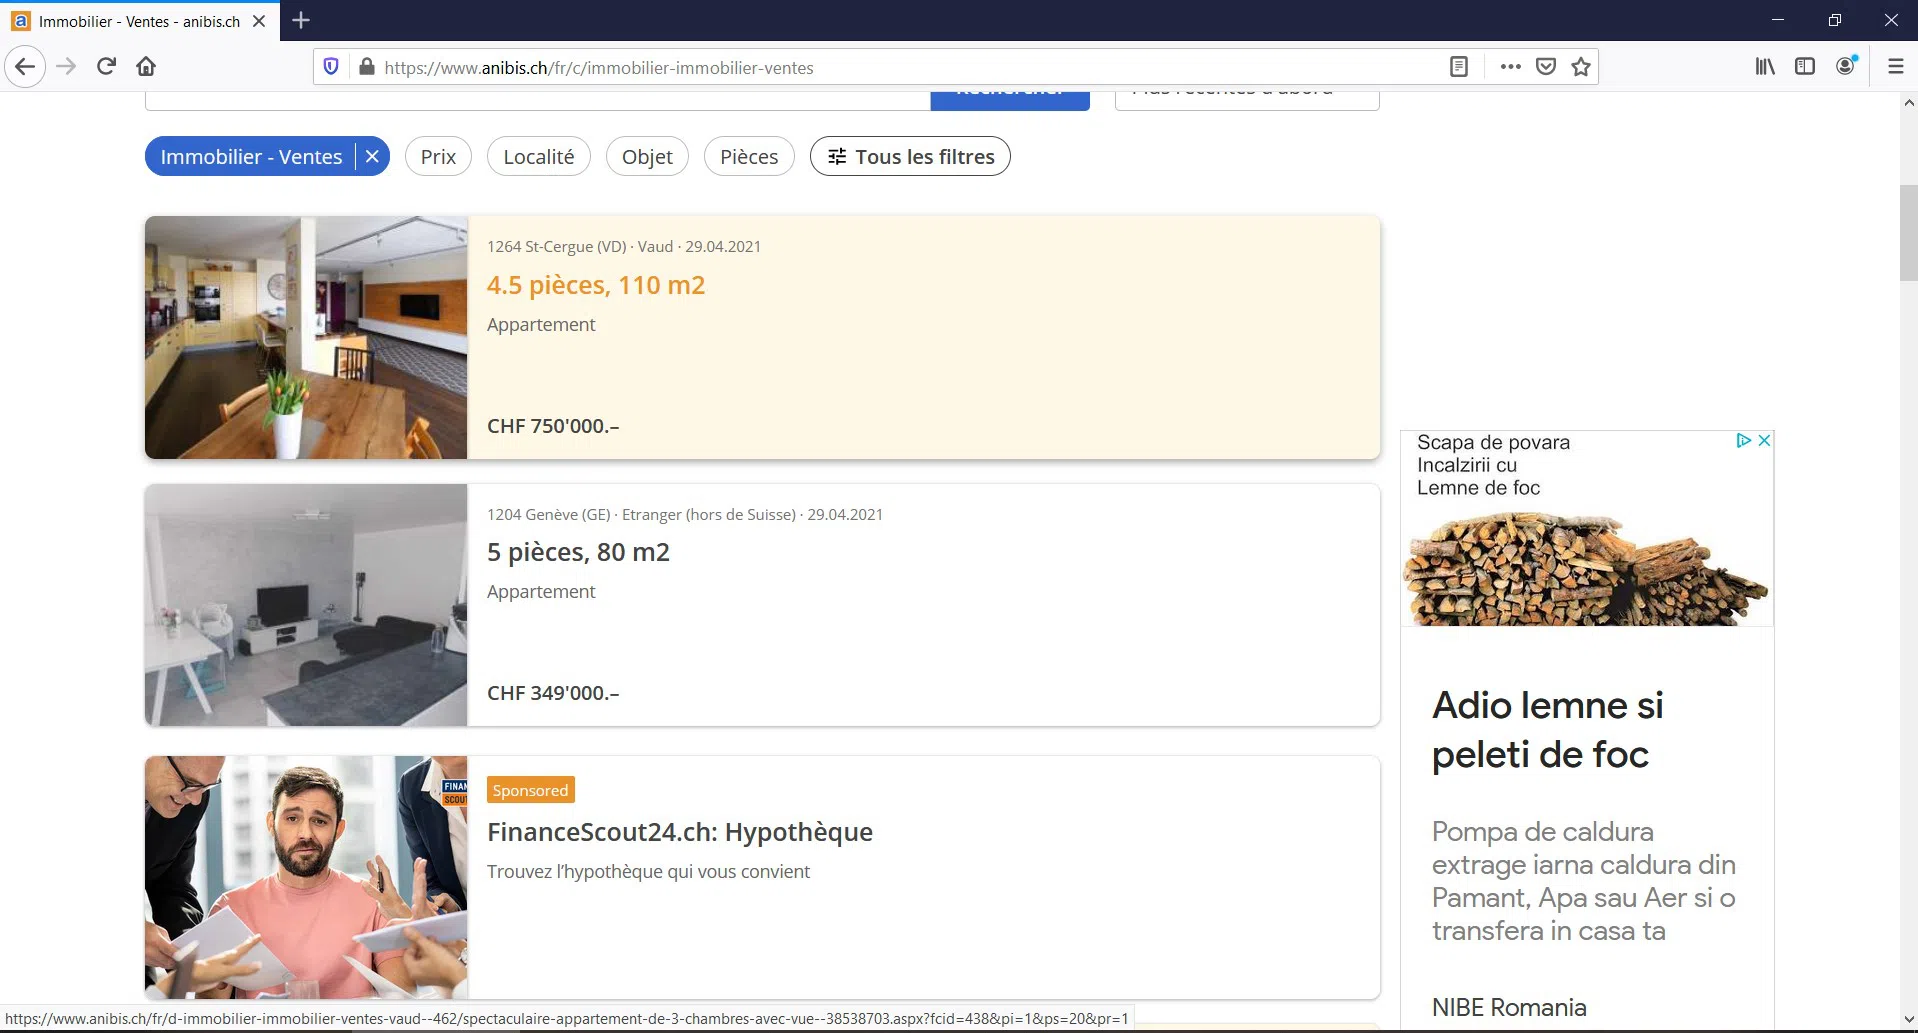 Immobilier - Ventes - anibis.ch
https://www.anibis.ch/fr/c/immobilier-immobilier-ventes
Rechercher
Plus récentes d'abord
Immobilier - Ventes
Prix
Localité
Objet
Pièces
Tous les filtres
1264 St-Cergue (VD) · Vaud · 29.04.2021
4.5 pièces, 110 m2
Appartement
CHF 750'000.–
1204 Genève (GE) · Etranger (hors de Suisse) · 29.04.2021
5 pièces, 80 m2
Appartement
CHF 349'000.–
FINAN
SCOUT
Sponsored
FinanceScout24.ch: Hypothèque
Trouvez l’hypothèque qui vous convient
Scapa de povara
Incalzirii cu
Lemne de foc
Adio lemne si
peleti de foc
Pompa de caldura
extrage iarna caldura din
Pamant, Apa sau Aer si o
transfera in casa ta
NIBE Romania
https://www.anibis.ch/fr/d-immobilier-immobilier-ventes-vaud--462/spectaculaire-appartement-de-3-chambres-avec-vue--38538703.aspx?fcid=438&pi=1&ps=20&pr=1